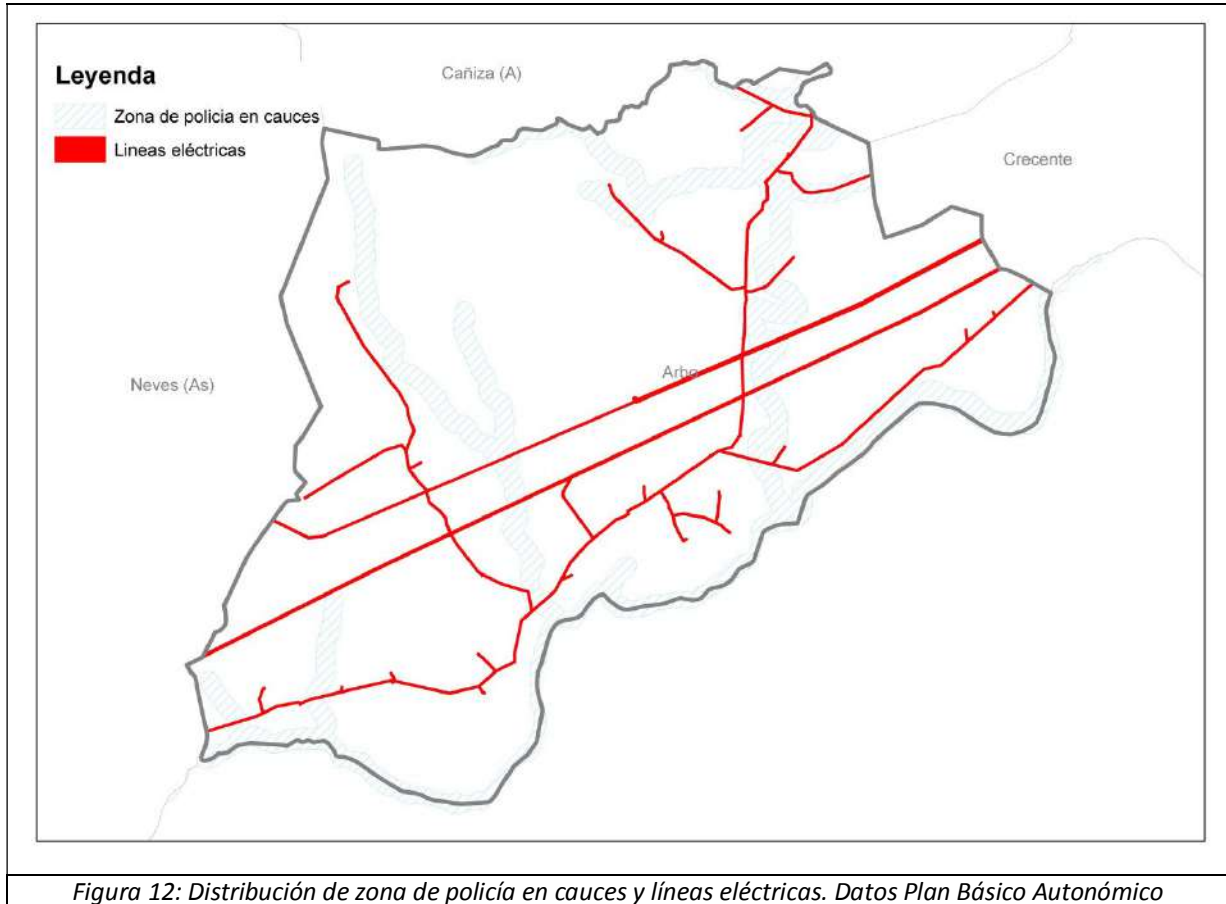 Leyenda
Zona de policia en cauces
Lineas eléctricas
Cañiza (A)
Crecente
Neves (As)
Arbo
Figura 12: Distribución de zona de policía en cauces y líneas eléctricas. Datos Plan Básico Autonómico